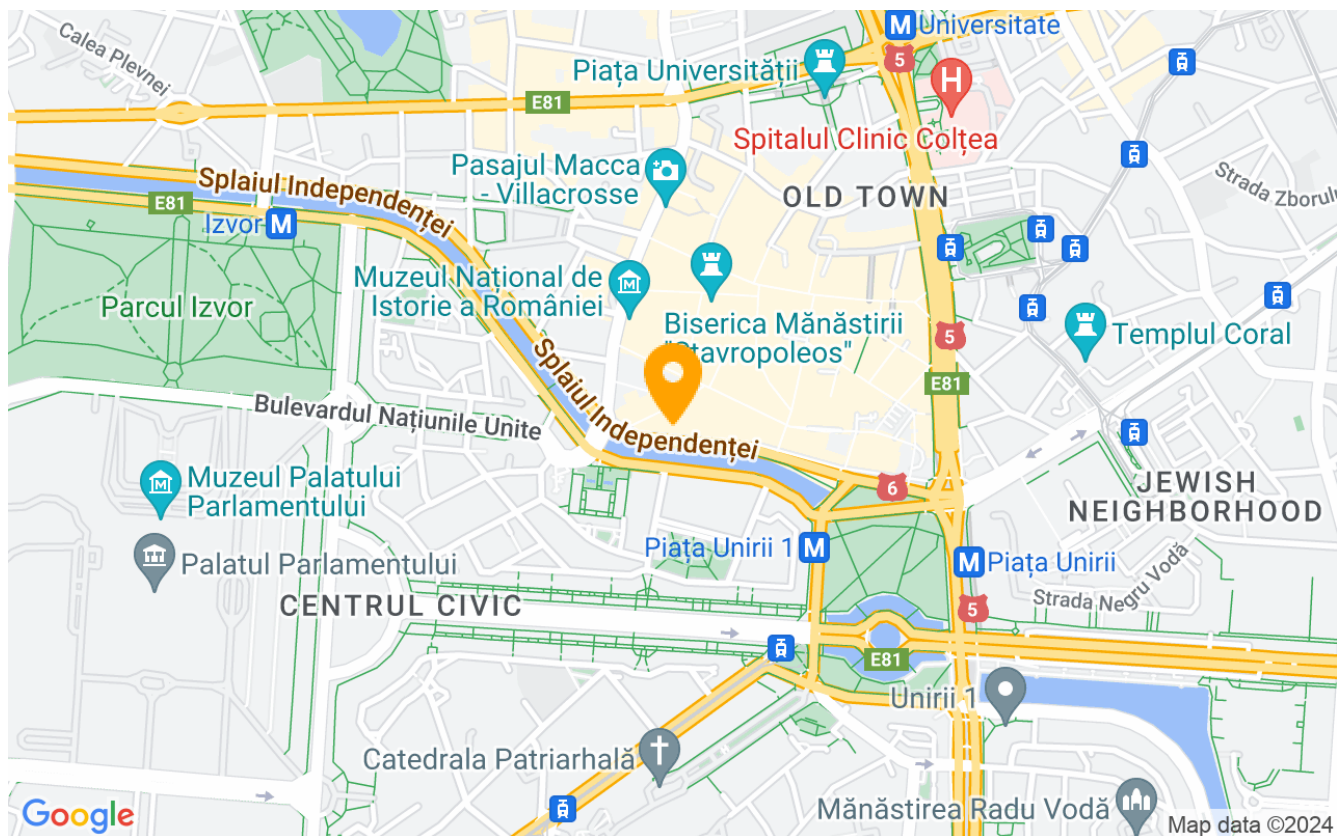 Calea Plevnei
M Universitate
5
Piața Universității
H
Spitalul Clinic Colțea
E81
Pasajul Macca
- Villacrosse
OLD TOWN
Strada Zborulu
Splaiul Independenței
E81
Izvor M
Muzeul Național de
Istorie a României
Parcul Izvor
Biserica Mănăstirii
"Stavropoleos"
5
Templul Coral
E81
Splaiul Independenței
Bulevardul Națiunile Unite
Muzeul Palatului
Parlamentului
6
JEWISH
NEIGHBORHOOD
Piața Unirii 1 M
M Piața Unirii
Palatul Parlamentului
CENTRUL CIVIC
Strada Negru Vodă
5
E81
Unirii 1
Catedrala Patriarhală
Mănăstirea Radu Vodă
Google
Map data ©2024